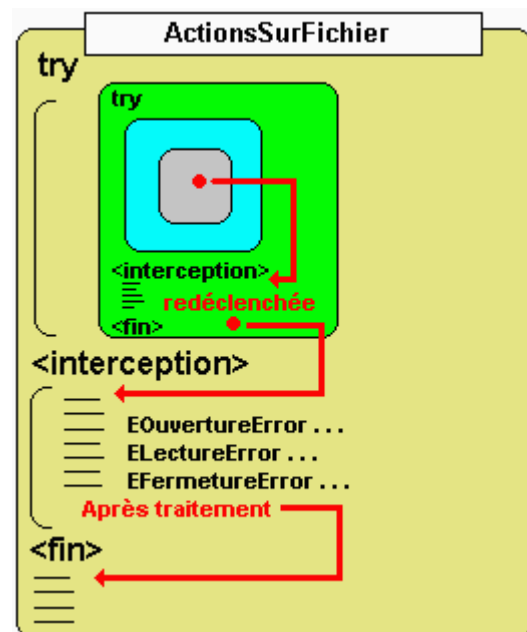 ActionsSurFichier
try
try
<interception>
redéclenchée
<fin>
<interception>
EOuvertureError . . .
ELectureError . . .
EFermetureError . . .
Après traitement
<fin>